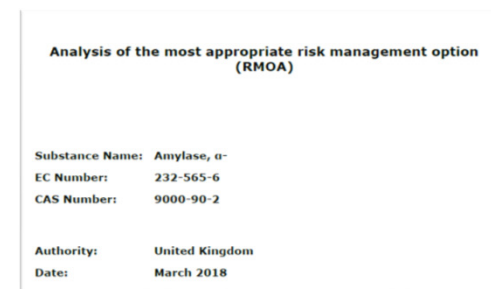 Analysis of the most appropriate risk management option
(RMOA)
Substance Name: Amylase, α-
EC Number: 232-565-6
CAS Number: 9000-90-2
Authority: United Kingdom
Date: March 2018